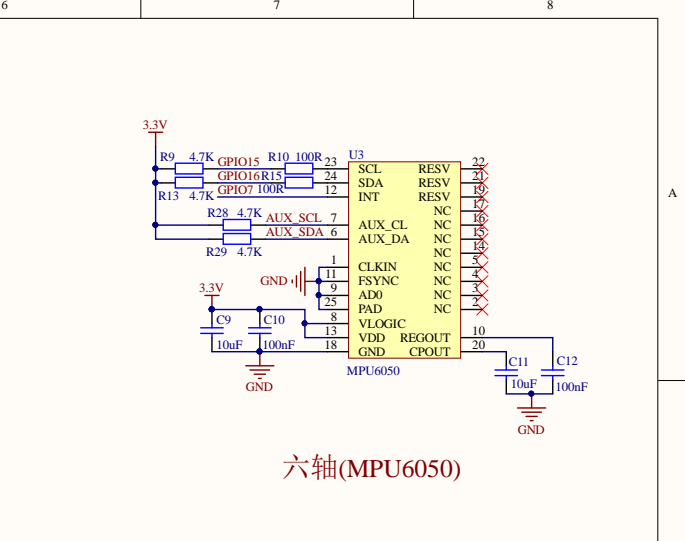 6 7 8
A
3.3V
U3
R9 4.7K GPIO15 R10 100R 23 SCL RESV 22
GPIO16 R15 24 SDA RESV 21
R13 4.7K GPIO7 100R 12 INT RESV 19
NC 17
R28 4.7K AUX_SCL 7 AUX_CL NC 16
AUX_SDA 6 AUX_DA NC 15
R29 4.7K NC 14
1 CLKIN NC 5
GND 11 FSYNC NC 4
9 AD0 NC 3
3.3V 25 PAD NC 2
C9 C10 8 VLOGIC
13 VDD REGOUT 10
10uF 100nF 18 GND CPOUT 20
GND
MPU6050
C11 C12
10uF 100nF
GND
六轴(MPU6050)